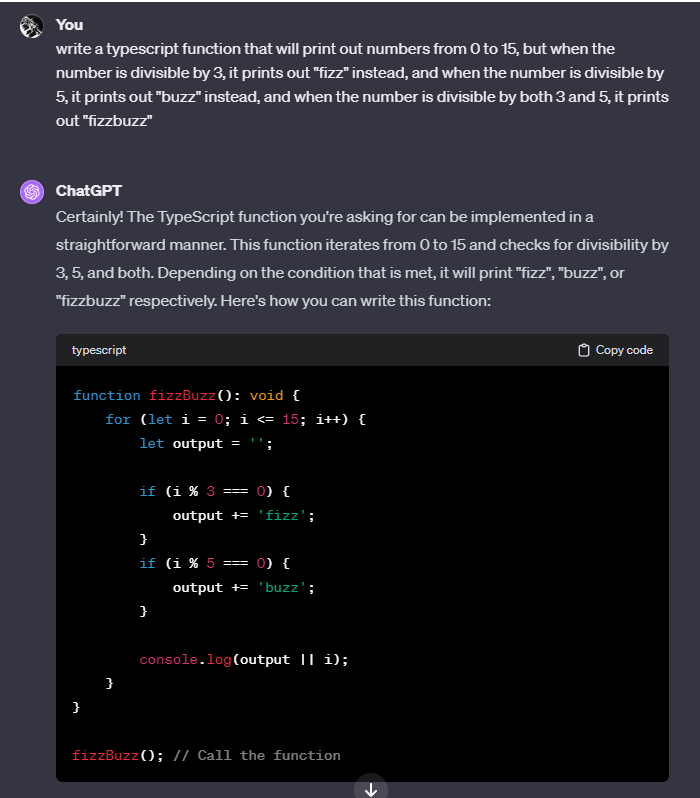 You
write a typescript function that will print out numbers from 0 to 15, but when the
number is divisible by 3, it prints out "fizz" instead, and when the number is divisible by
5, it prints out "buzz" instead, and when the number is divisible by both 3 and 5, it prints
out "fizzbuzz"
ChatGPT
Certainly! The TypeScript function you're asking for can be implemented in a
straightforward manner. This function iterates from 0 to 15 and checks for divisibility by
3, 5, and both. Depending on the condition that is met, it will print "fizz", "buzz", or
"fizzbuzz" respectively. Here's how you can write this function:
typescript Copy code
function fizzBuzz(): void {
    for (let i = 0; i <= 15; i++) {
        let output = '';

        if (i % 3 === 0) {
            output += 'fizz';
        }
        if (i % 5 === 0) {
            output += 'buzz';
        }

        console.log(output || i);
    }
}

fizzBuzz(); // Call the function